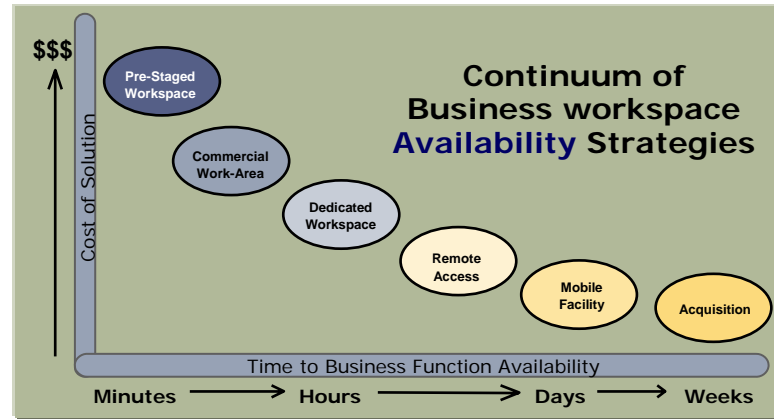 $$$
Continuum of
Business workspace
Availability Strategies
Pre-Staged
Workspace
Commercial
Work-Area
Dedicated
Workspace
Remote
Access
Mobile
Facility
Acquisition
Cost of Solution
Time to Business Function Availability
Minutes
Hours
Days
Weeks